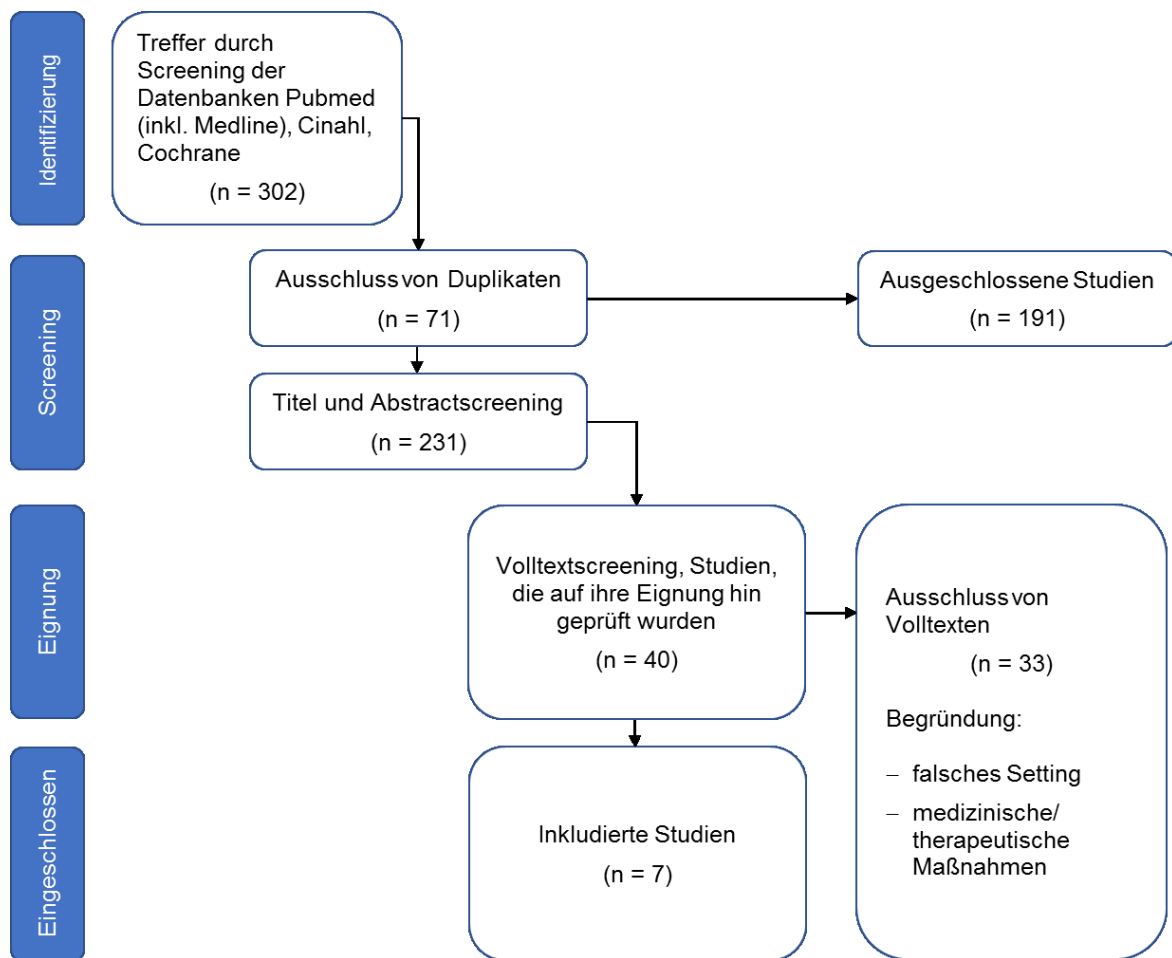 Identifizierung
Treffer durch
Screening der
Datenbanken Pubmed
(inkl. Medline), Cinahl,
Cochrane
(n = 302)
Screening
Ausschluss von Duplikaten
(n = 71)
Ausgeschlossene Studien
(n = 191)
Titel und Abstractscreening
(n = 231)
Eignung
Volltextscreening, Studien,
die auf ihre Eignung hin
geprüft wurden
(n = 40)
Ausschluss von
Volltexten
(n = 33)
Begründung:
– falsches Setting
– medizinische/
therapeutische
Maßnahmen
Eingeschlossen
Inkludierte Studien
(n = 7)